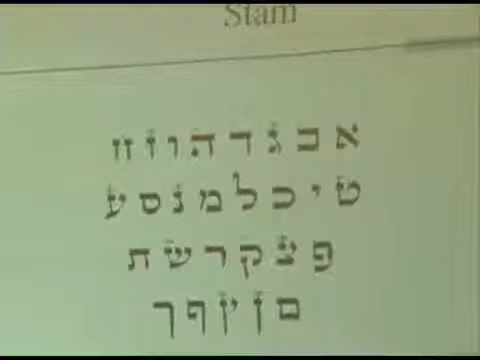 Stam
א ב ג ד ה ו ז ח
ט י כ ל מ נ ס ע
פ צ ק ר ש ת
ם ן ץ ף ך